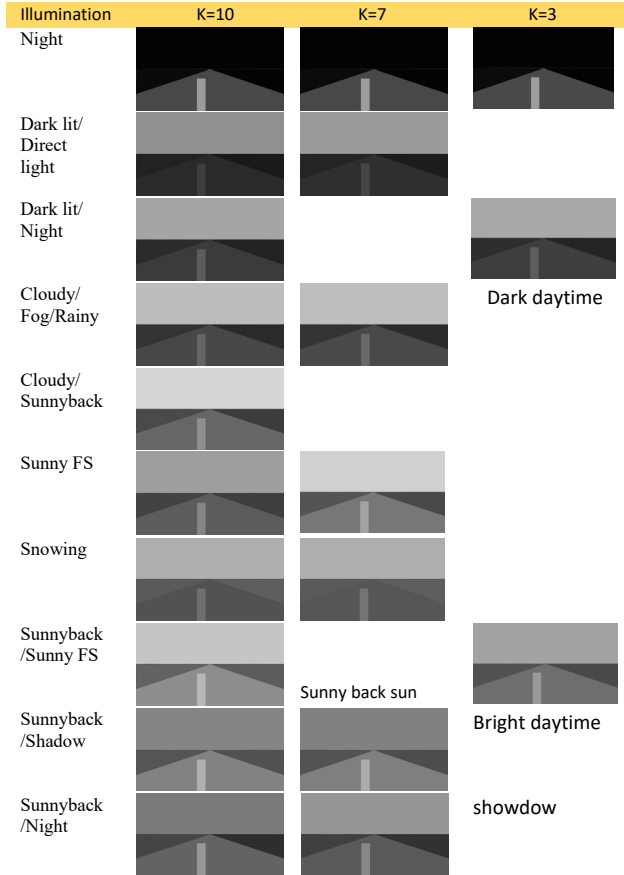 Illumination K=10 K=7 K=3
Night
Dark lit/
Direct
light
Dark lit/
Night
Cloudy/
Fog/Rainy
Dark daytime
Cloudy/
Sunnyback
Sunny FS
Snowing
Sunnyback
/Sunny FS
Sunny back sun
Sunnyback
/Shadow
Bright daytime
Sunnyback
/Night
showdow